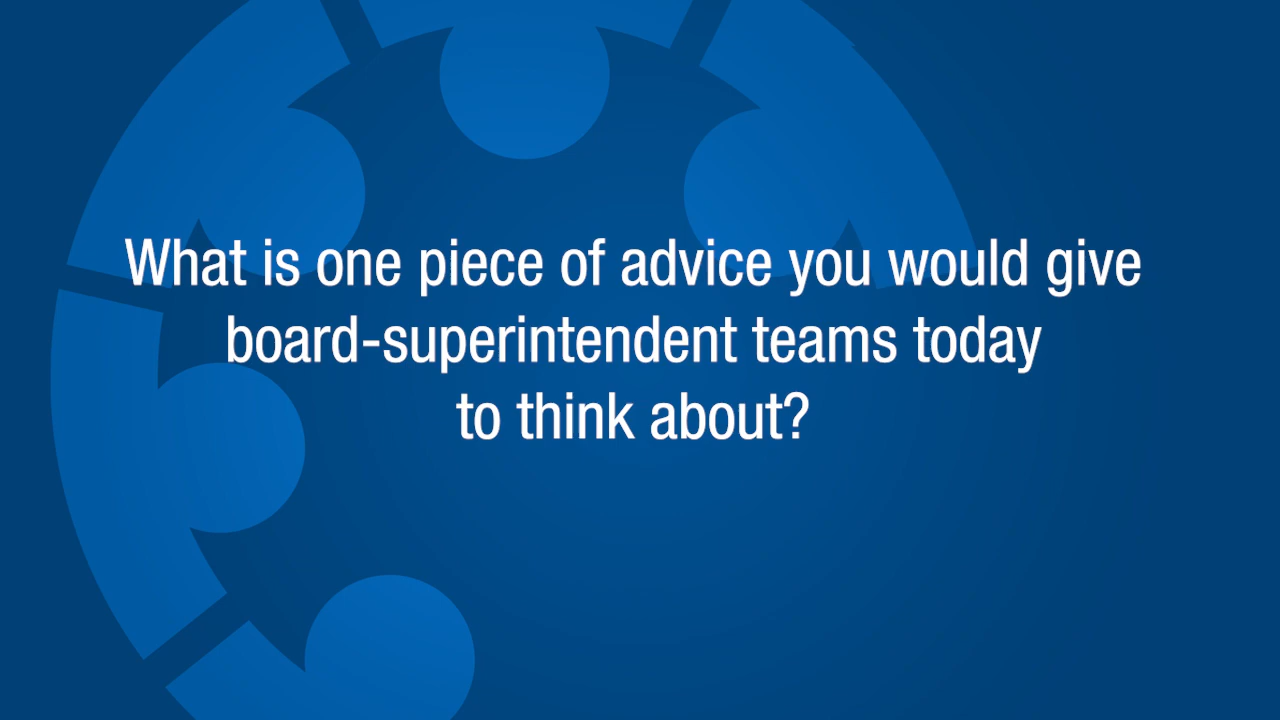 What is one piece of advice you would give
board-superintendent teams today
to think about?